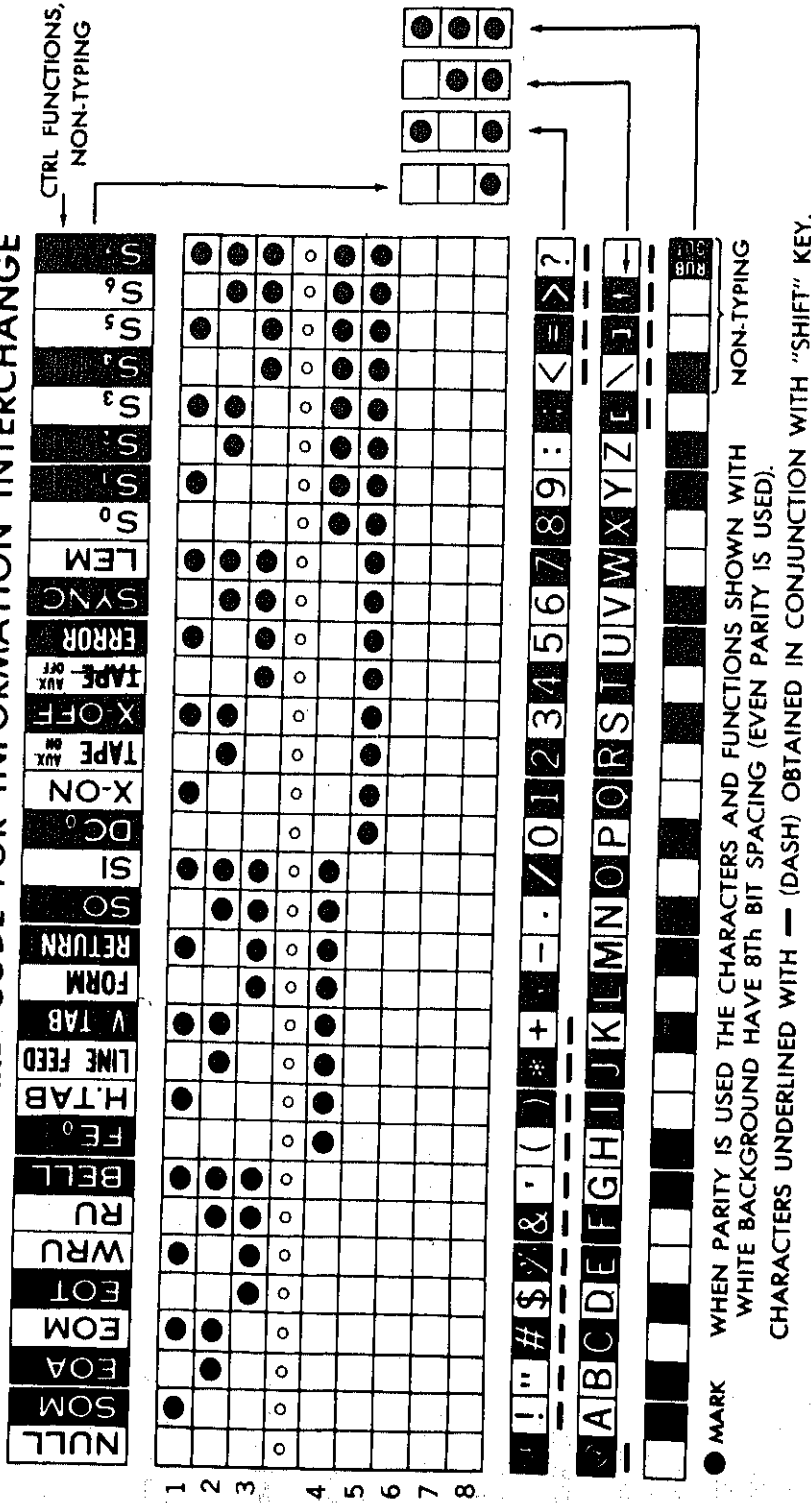 CODE FOR INFORMATION INTERCHANGE
CTRL FUNCTIONS,
NON-TYPING
NULL SOM EOA EOM EOT WRU RU BELL FE₀ H.TAB LINE FEED V. TAB FORM RETURN SO SI DC₀ X-ON TAPE AUX. ON X-OFF TAPE AUX. OFF ERROR SYNC LEM S₀ S₁ S₂ S₃ S₄ S₅ S₆ S₇
1
2
3
4
5
6
7
8
! " # $ % & ' ( ) * + , - . / 0 1 2 3 4 5 6 7 8 9 : ; < = > ?
A B C D E F G H I J K L M N O P Q R S T U V W X Y Z [ \ ] ↑ ←
RUB OUT
NON-TYPING
● MARK WHEN PARITY IS USED THE CHARACTERS AND FUNCTIONS SHOWN WITH
WHITE BACKGROUND HAVE 8Th BIT SPACING (EVEN PARITY IS USED).
CHARACTERS UNDERLINED WITH — (DASH) OBTAINED IN CONJUNCTION WITH "SHIFT" KEY.